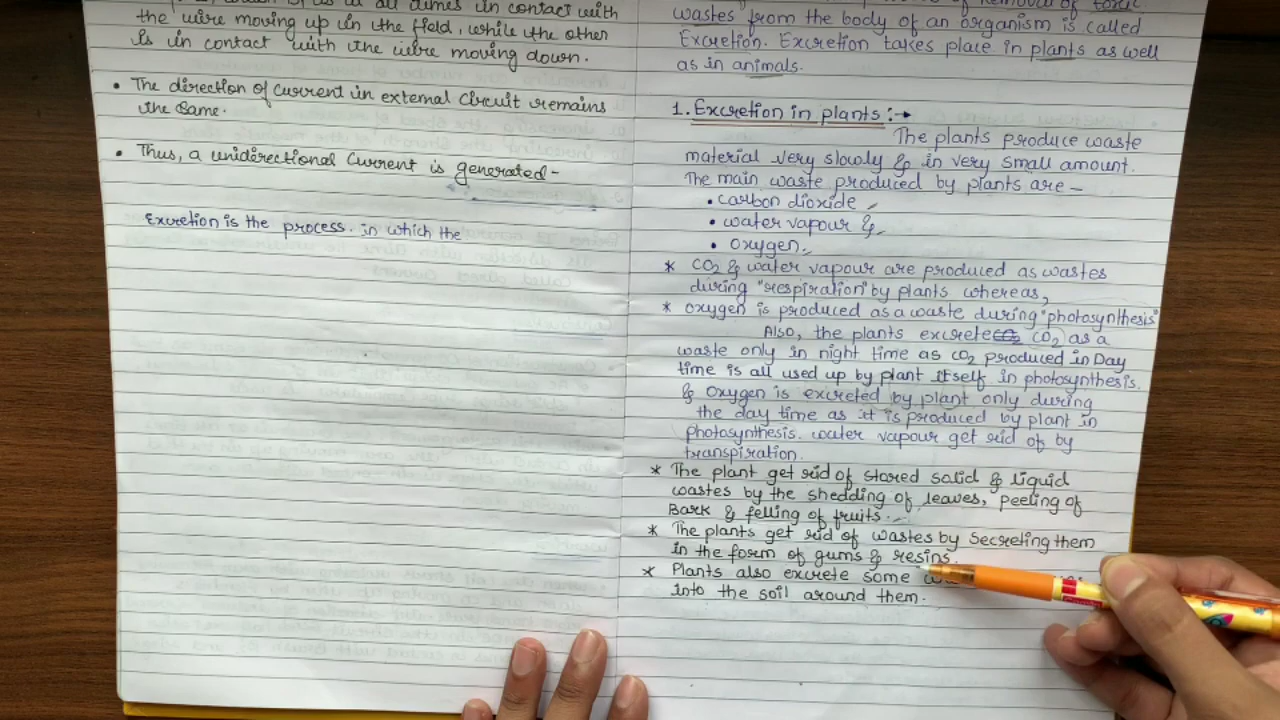 at all times in contact with
the wire moving up in the field, while the other
is in contact with the wire moving down.
• The direction of current in external circuit remains
the same.
• Thus, a unidirectional current is generated-
Excretion is the process. in which the
removal of toxic
wastes from the body of an organism is called
Excretion. Excretion takes place in plants as well
as in animals.
1. Excretion in plants :→
The plants produce waste
material very slowly & in very small amount.
The main waste produced by plants are -
• carbon dioxide
• water vapour &
• oxygen
* CO2 & water vapour are produced as wastes
during "respiration" by plants whereas,
* oxygen is produced as a waste during "photosynthesis"
Also, the plants excrete CO2 as a
waste only in night time as CO2 produced in Day
time is all used up by plant itself in photosynthesis.
& oxygen is excreted by plant only during
the day time as it is produced by plant in
photosynthesis. water vapour get rid of by
transpiration.
* The plant get rid of stored solid & liquid
wastes by the shedding of leaves, peeling of
Bark & felling of fruits.
* The plants get rid of wastes by secreting them
in the form of gums & resins.
* Plants also excrete some
into the soil around them.